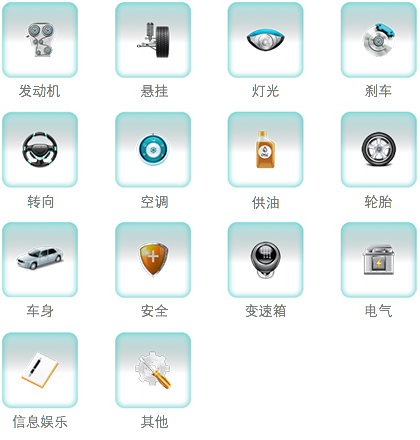 发动机 悬挂 灯光 刹车
转向 空调 供油 轮胎
车身 安全 变速箱 电气
信息娱乐 其他